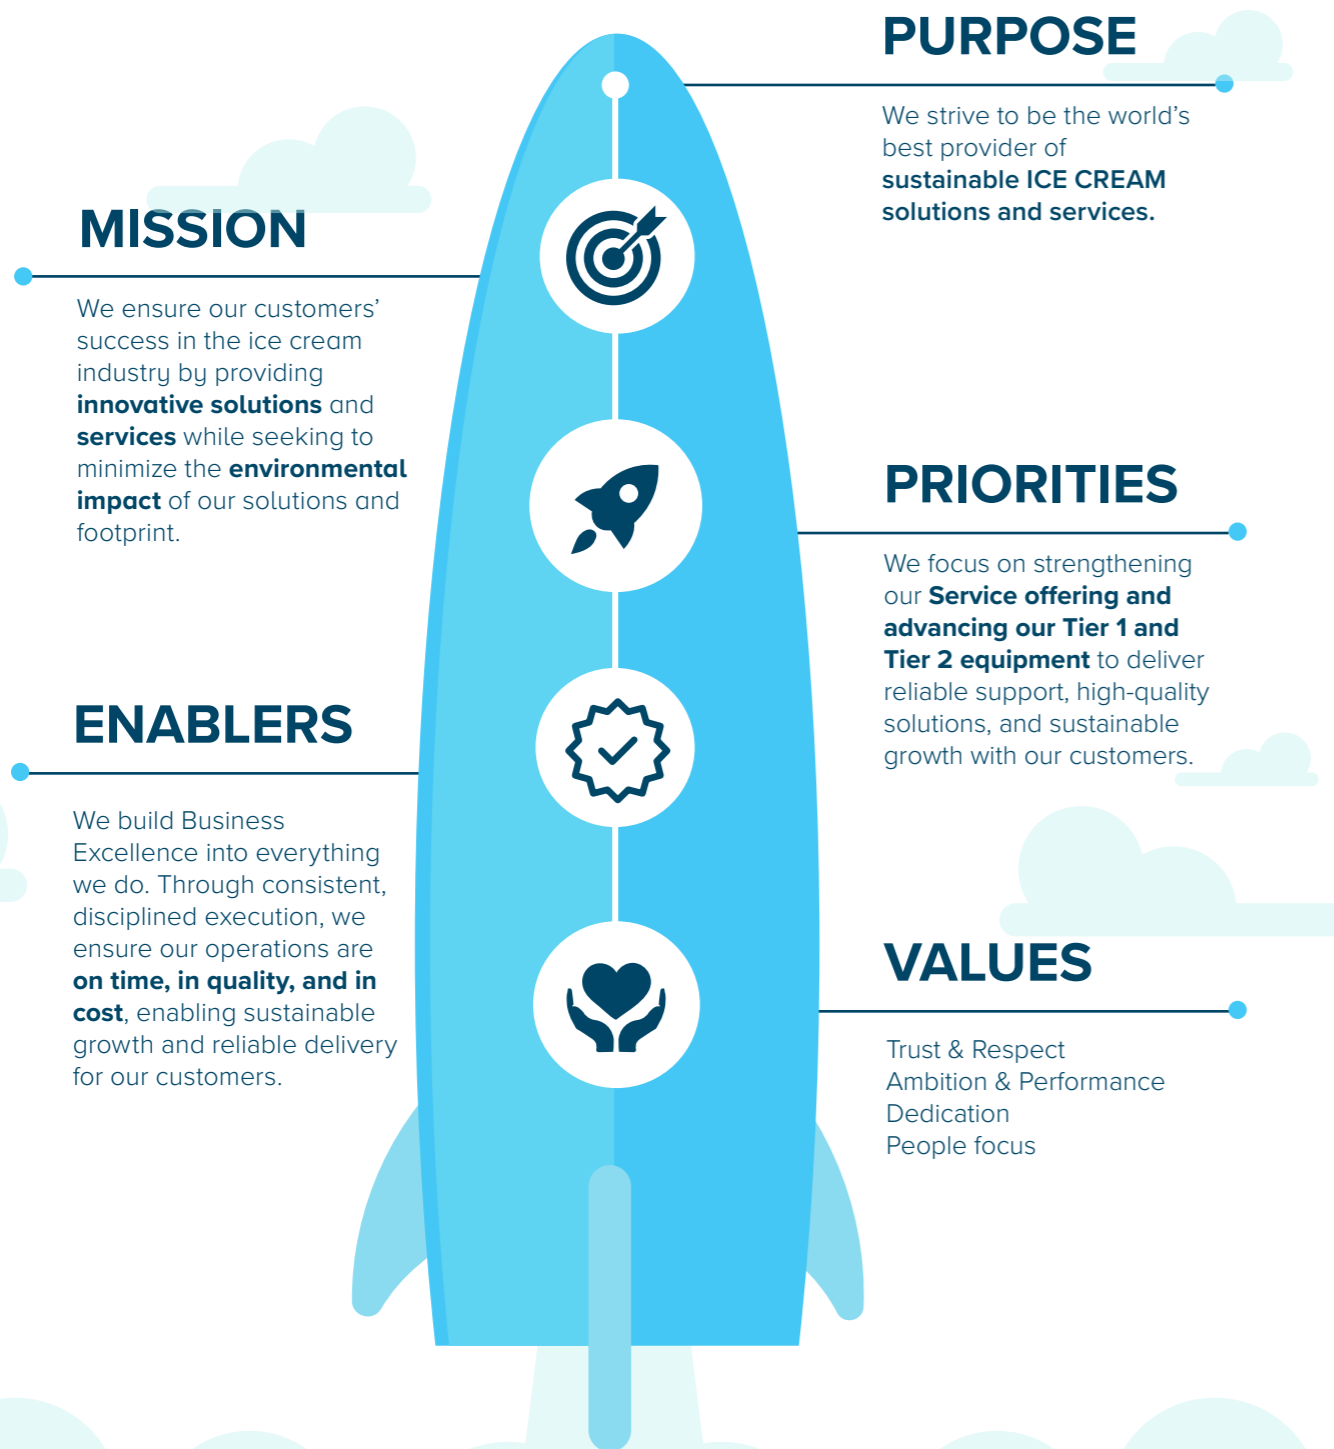 PURPOSE
We strive to be the world’s
best provider of
sustainable ICE CREAM
solutions and services.
MISSION
We ensure our customers’
success in the ice cream
industry by providing
innovative solutions and
services while seeking to
minimize the environmental
impact of our solutions and
footprint.
PRIORITIES
We focus on strengthening
our Service offering and
advancing our Tier 1 and
Tier 2 equipment to deliver
reliable support, high-quality
solutions, and sustainable
growth with our customers.
ENABLERS
We build Business
Excellence into everything
we do. Through consistent,
disciplined execution, we
ensure our operations are
on time, in quality, and in
cost, enabling sustainable
growth and reliable delivery
for our customers.
VALUES
Trust & Respect
Ambition & Performance
Dedication
People focus